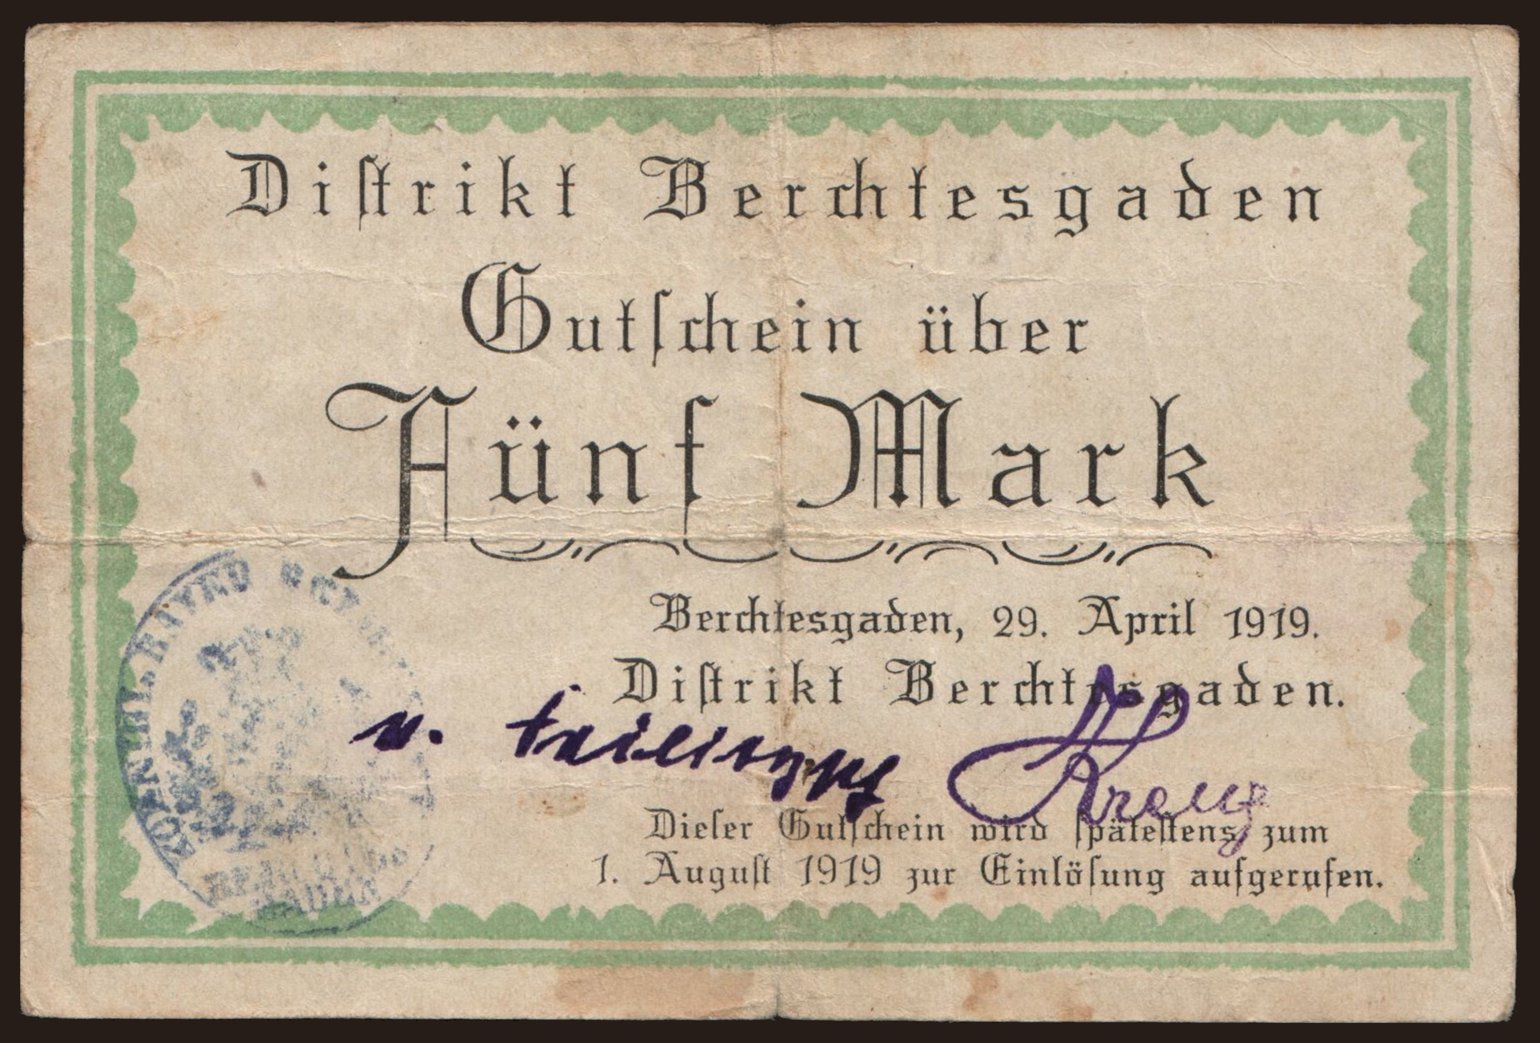 Distrikt Berchtesgaden
Gutschein über
Fünf Mark
Berchtesgaden, 29. April 1919.
Distrikt Berchtesgaden.
v.
Dieser Gutschein wird spätestens zum
1. August 1919 zur Einlösung aufgerufen.